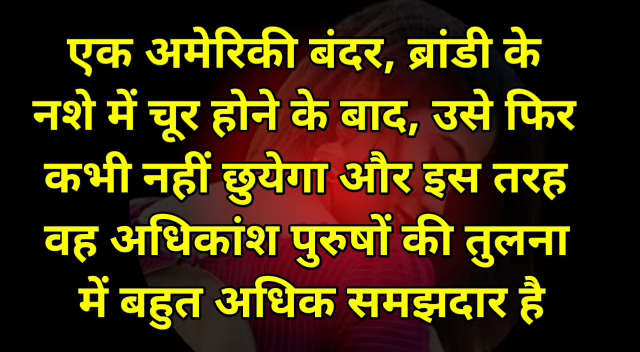 एक अमेरिकी बंदर, ब्रांडी के
नशे में चूर होने के बाद, उसे फिर
कभी नहीं छुयेगा और इस तरह
वह अधिकांश पुरुषों की तुलना
में बहुत अधिक समझदार है